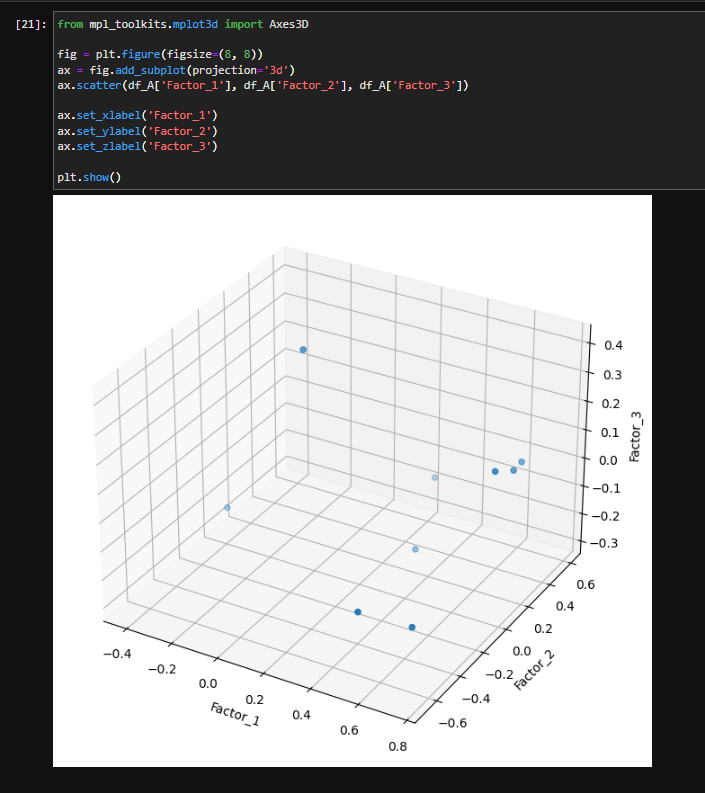 [21]: from mpl_toolkits.mplot3d import Axes3D
fig = plt.figure(figsize=(8, 8))
ax = fig.add_subplot(projection='3d')
ax.scatter(df_A['Factor_1'], df_A['Factor_2'], df_A['Factor_3'])
ax.set_xlabel('Factor_1')
ax.set_ylabel('Factor_2')
ax.set_zlabel('Factor_3')
plt.show()
0.4
0.3
0.2
0.1
0.0
−0.1
−0.2
−0.3
Factor_3
0.6
0.4
0.2
0.0
−0.2
−0.4
−0.6
Factor_2
−0.4
−0.2
0.0
0.2
0.4
0.6
0.8
Factor_1